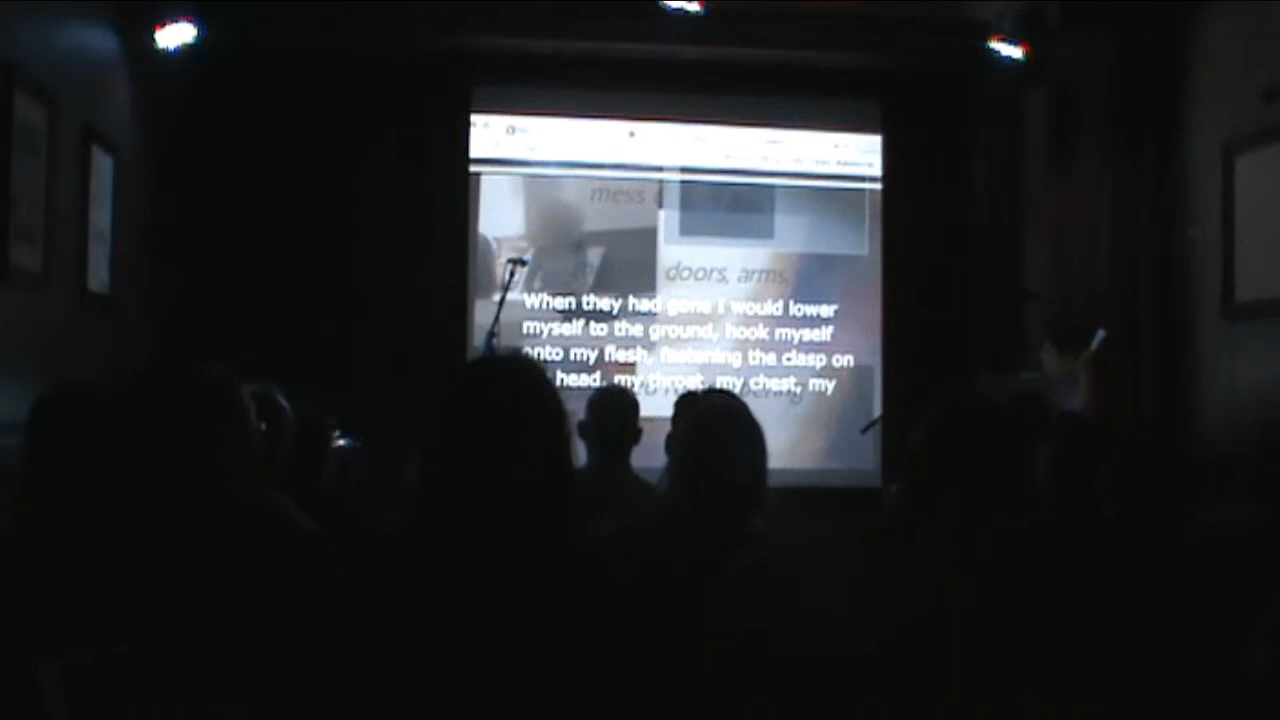 mess
doors, arms,
When they had gone I would lower
myself to the ground, hook myself
onto my flesh, fastening the clasp on
head, my throat, my chest, my